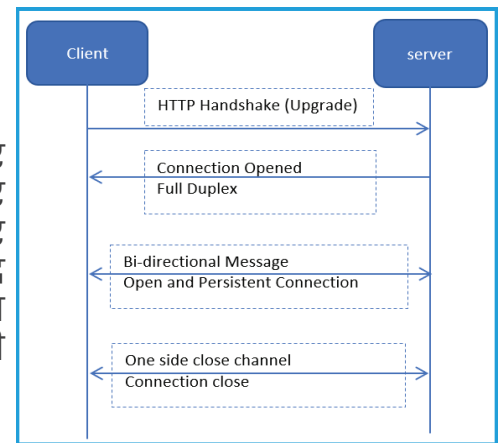 Client
server
HTTP Handshake (Upgrade)
Connection Opened
Full Duplex
Bi-directional Message
Open and Persistent Connection
One side close channel
Connection close